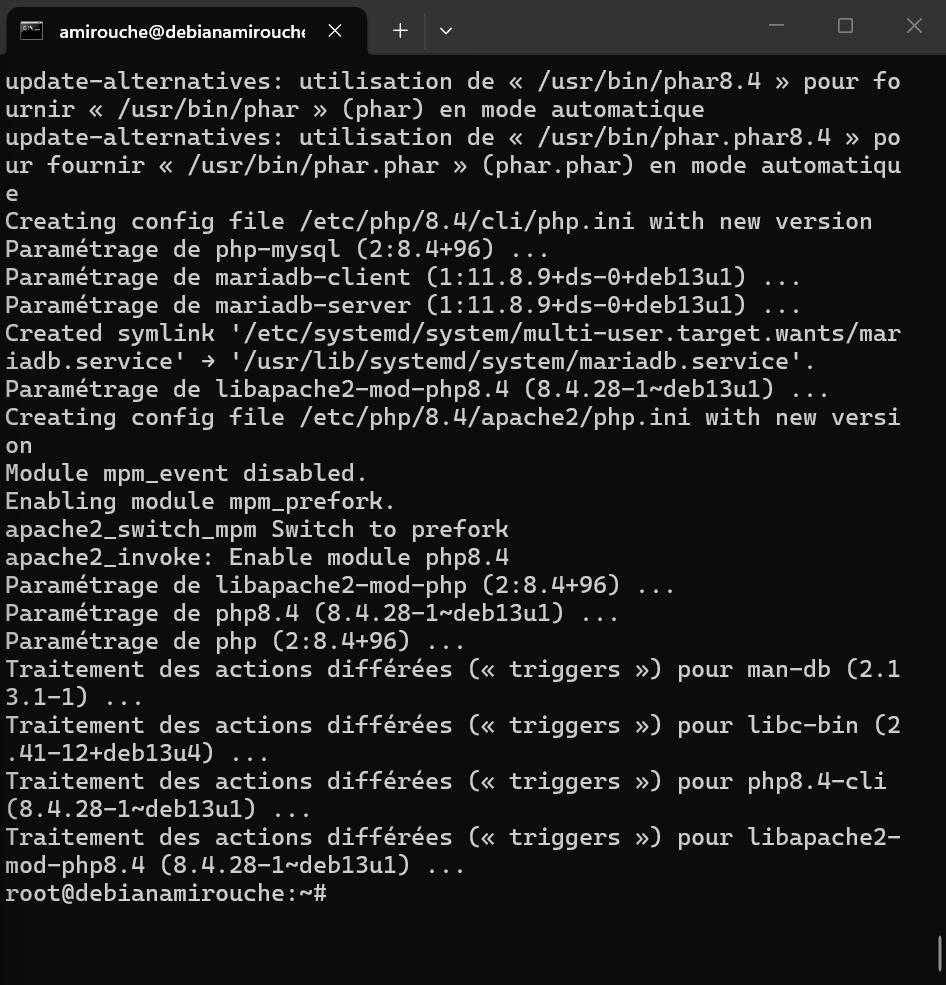 amirouche@debianamirouche
update-alternatives: utilisation de « /usr/bin/phar8.4 » pour fo
urnir « /usr/bin/phar » (phar) en mode automatique
update-alternatives: utilisation de « /usr/bin/phar.phar8.4 » po
ur fournir « /usr/bin/phar.phar » (phar.phar) en mode automatiqu
e
Creating config file /etc/php/8.4/cli/php.ini with new version
Paramétrage de php-mysql (2:8.4+96) ...
Paramétrage de mariadb-client (1:11.8.9+ds-0+deb13u1) ...
Paramétrage de mariadb-server (1:11.8.9+ds-0+deb13u1) ...
Created symlink '/etc/systemd/system/multi-user.target.wants/mar
iadb.service' → '/usr/lib/systemd/system/mariadb.service'.
Paramétrage de libapache2-mod-php8.4 (8.4.28-1~deb13u1) ...
Creating config file /etc/php/8.4/apache2/php.ini with new versi
on
Module mpm_event disabled.
Enabling module mpm_prefork.
apache2_switch_mpm Switch to prefork
apache2_invoke: Enable module php8.4
Paramétrage de libapache2-mod-php (2:8.4+96) ...
Paramétrage de php8.4 (8.4.28-1~deb13u1) ...
Paramétrage de php (2:8.4+96) ...
Traitement des actions différées (« triggers ») pour man-db (2.1
3.1-1) ...
Traitement des actions différées (« triggers ») pour libc-bin (2
.41-12+deb13u4) ...
Traitement des actions différées (« triggers ») pour php8.4-cli
(8.4.28-1~deb13u1) ...
Traitement des actions différées (« triggers ») pour libapache2-
mod-php8.4 (8.4.28-1~deb13u1) ...
root@debianamirouche:~#